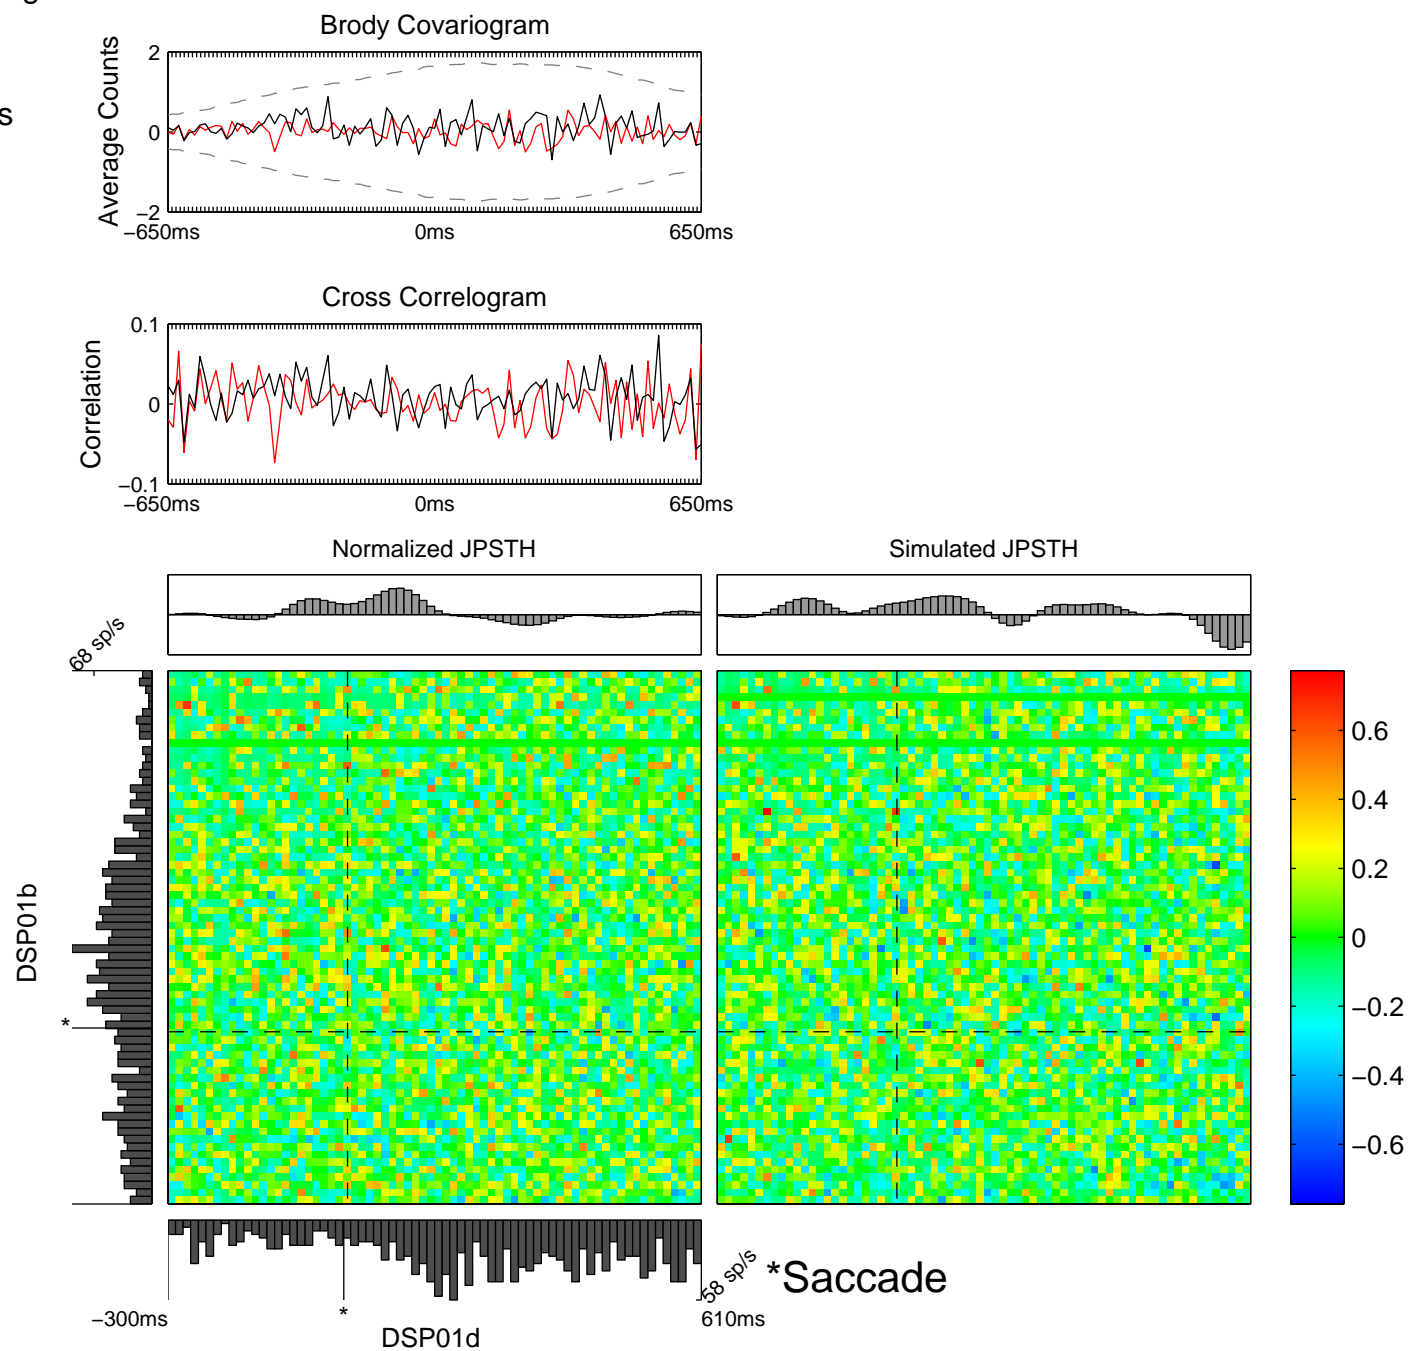 g
Brody Covariogram
s
Average Counts
2
0
−2
−650ms 0ms 650ms
Cross Correlogram
Correlation
0.1
0
−0.1
−650ms 0ms 650ms
Normalized JPSTH Simulated JPSTH
68 sp/s
DSP01b
*
0.6
0.4
0.2
0
−0.2
−0.4
−0.6
58 sp/s
*Saccade
*
−300ms 610ms
DSP01d